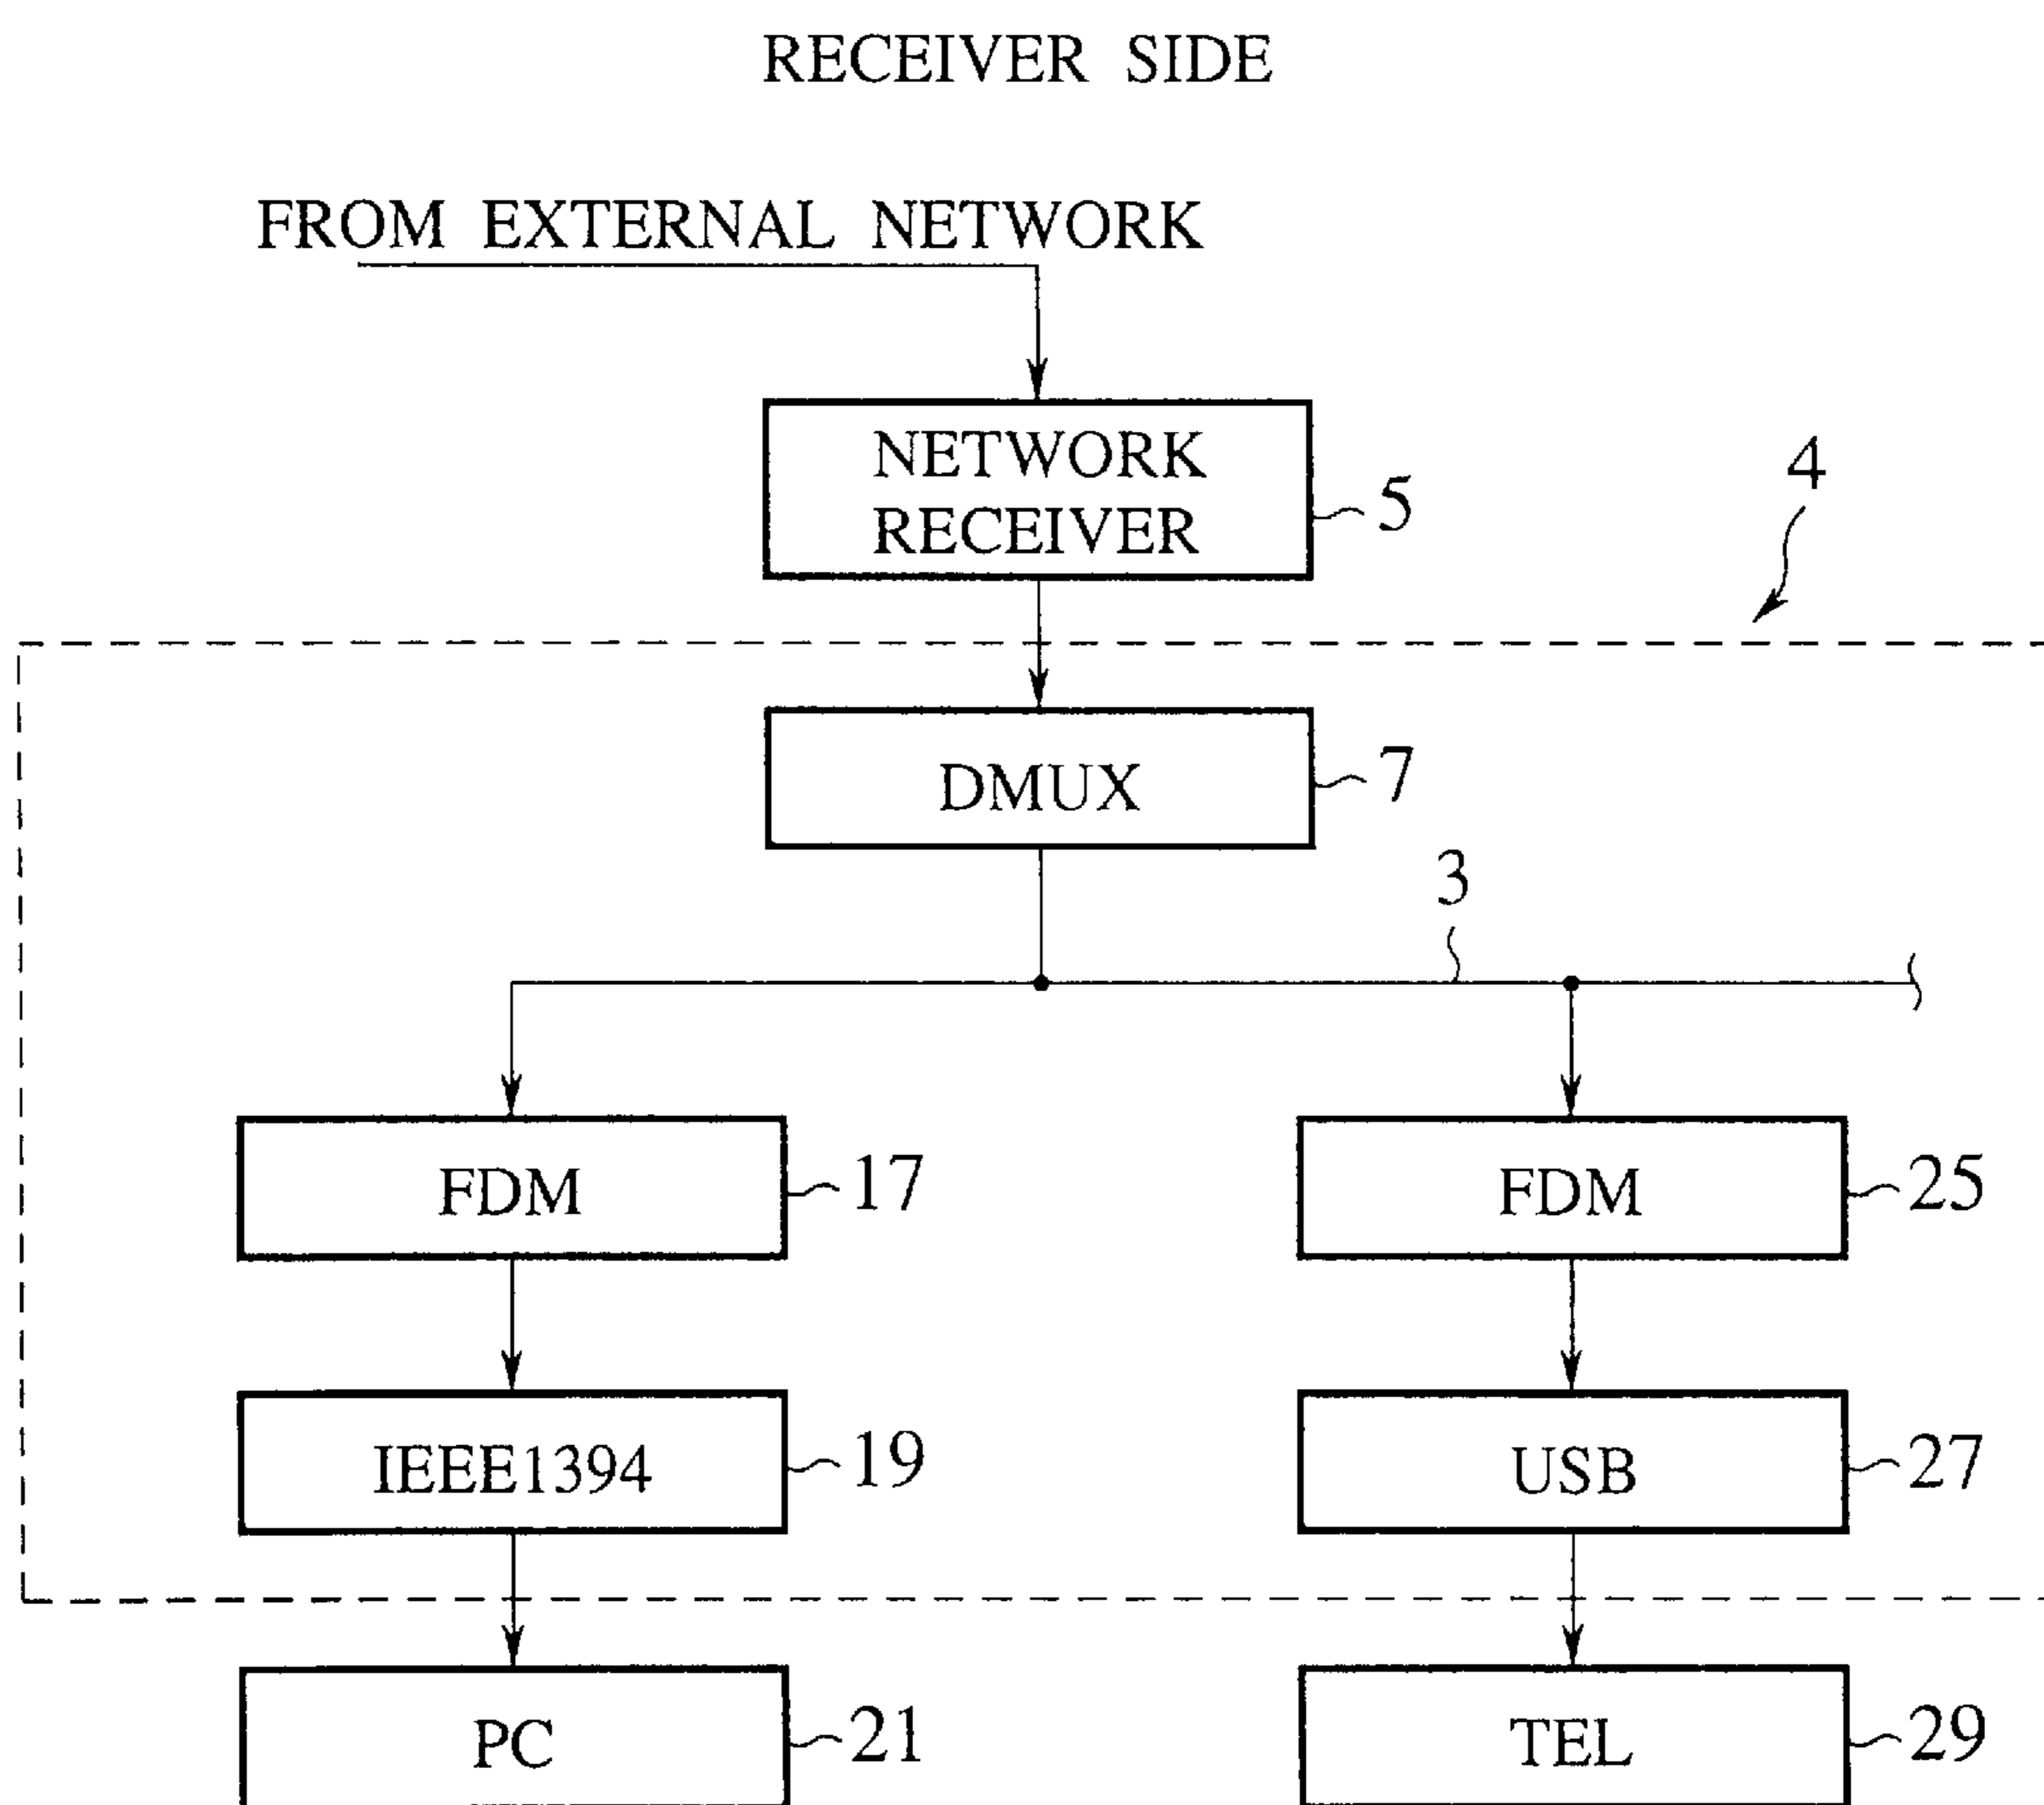 RECEIVER SIDE
FROM EXTERNAL NETWORK
NETWORK
RECEIVER
5
4
DMUX
7
3
FDM
17
FDM
25
IEEE1394
19
USB
27
PC
21
TEL
29